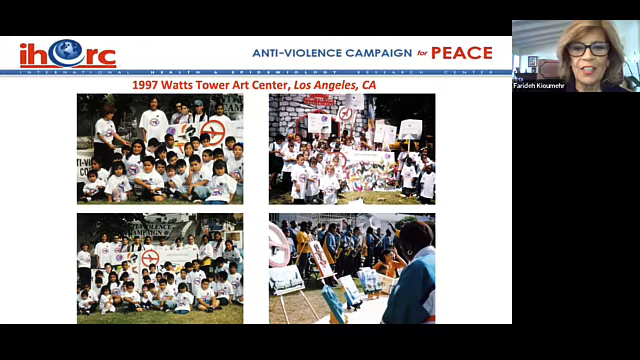 iherc
ANTI-VIOLENCE CAMPAIGN for PEACE
INTERNATIONAL HEALTH & EPIDEMIOLOGY RESEARCH CENTER
1997 Watts Tower Art Center, Los Angeles, CA
Farideh Kioumehr